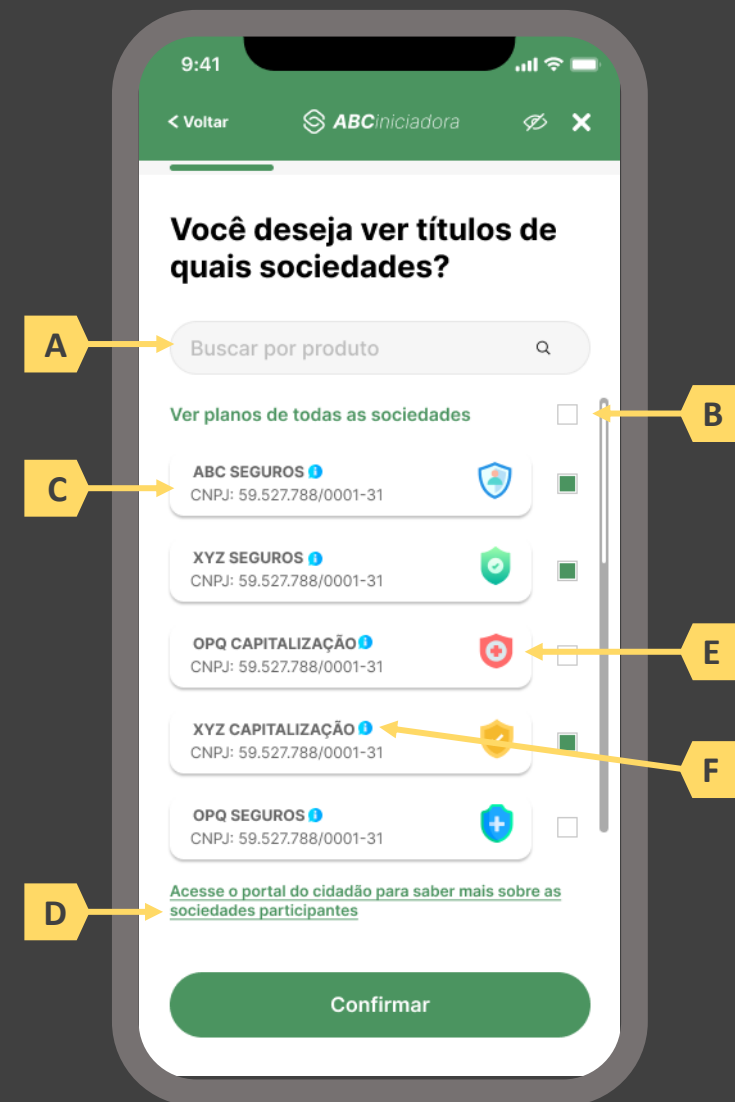 9:41
< Voltar
ABCiniciadora
Você deseja ver títulos de
quais sociedades?
A
Buscar por produto
Ver planos de todas as sociedades
B
C
ABC SEGUROS
CNPJ: 59.527.788/0001-31
XYZ SEGUROS
CNPJ: 59.527.788/0001-31
OPQ CAPITALIZAÇÃO
CNPJ: 59.527.788/0001-31
E
XYZ CAPITALIZAÇÃO
CNPJ: 59.527.788/0001-31
F
OPQ SEGUROS
CNPJ: 59.527.788/0001-31
D
Acesse o portal do cidadão para saber mais sobre as
sociedades participantes
Confirmar